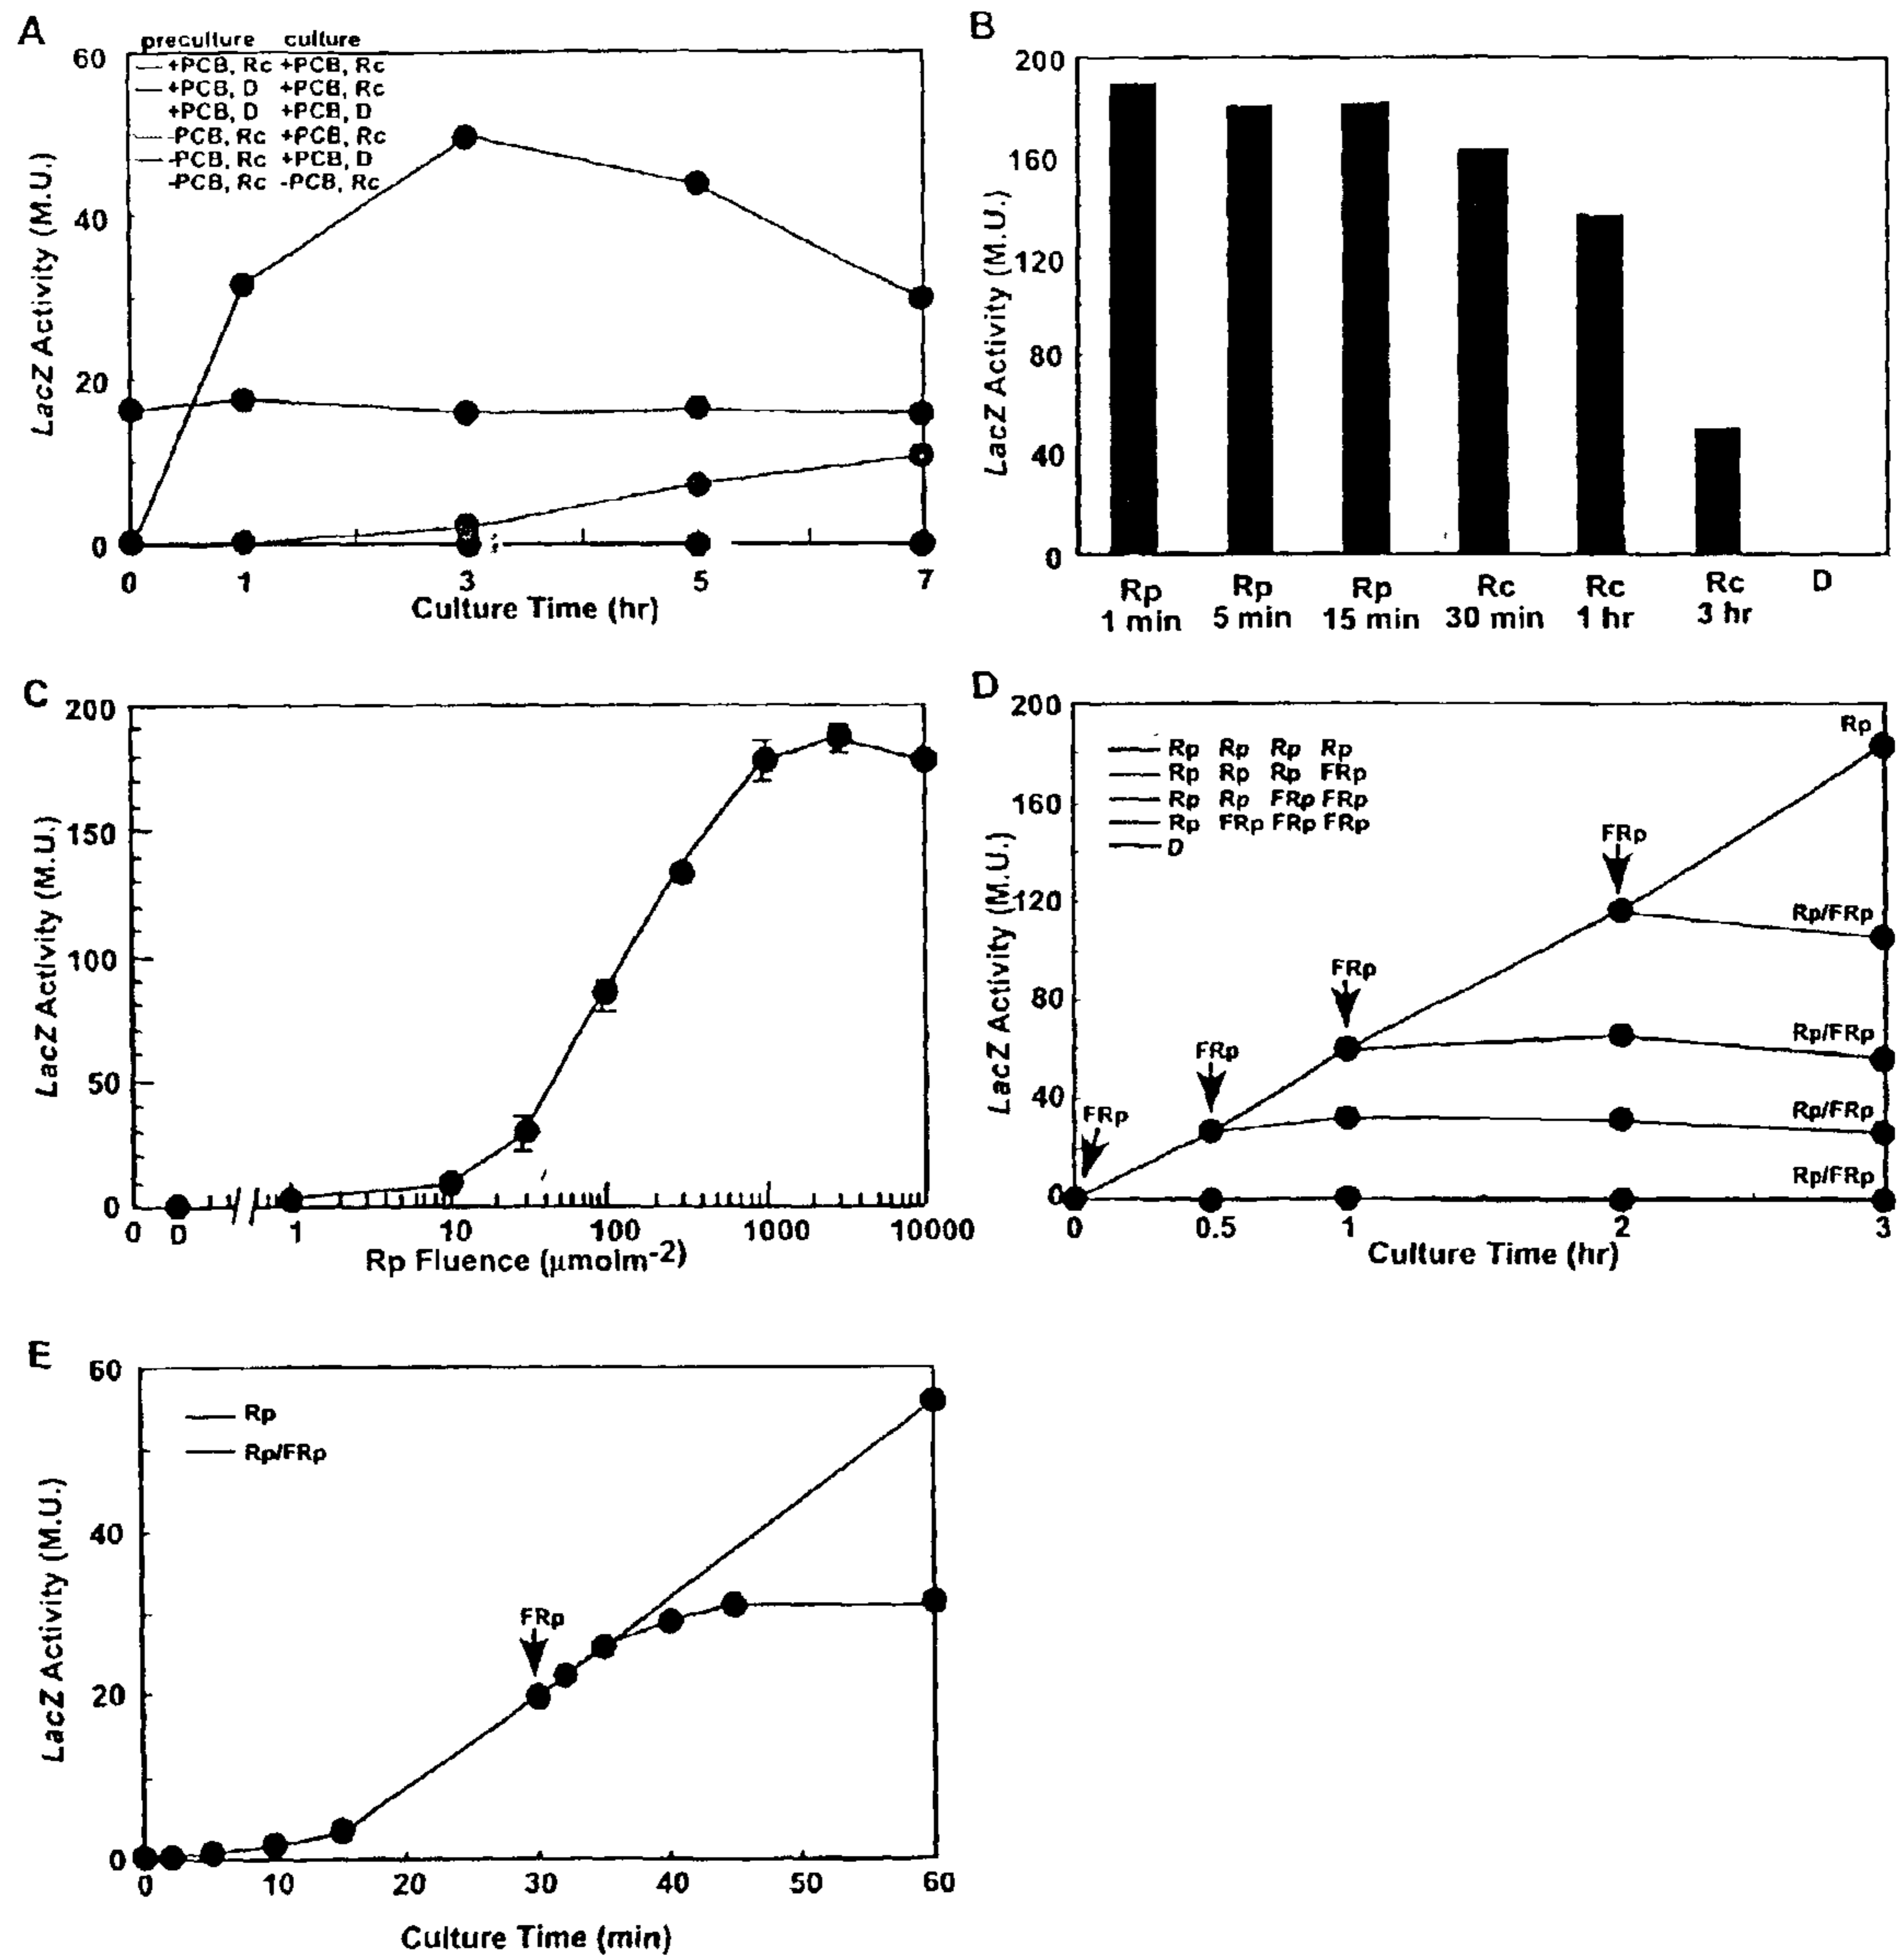 A
preculture culture
+PCB, Rc +PCB, Rc
+PCB, D +PCB, Rc
+PCB, D +PCB, D
-PCB, Rc +PCB, Rc
-PCB, Rc +PCB, D
-PCB, Rc -PCB, Rc
60
40
20
0
LacZ Activity (M.U.)
0 1 3 5 7
Culture Time (hr)
B
200
160
120
80
40
0
LacZ Activity (M.U.)
Rp Rp Rp Rc Rc Rc D
1 min 5 min 15 min 30 min 1 hr 3 hr
C
200
150
100
50
0
LacZ Activity (M.U.)
0 D 1 10 100 1000 10000
Rp Fluence (µmolm-2)
D
200
160
120
80
40
0
LacZ Activity (M.U.)
Rp Rp Rp Rp
Rp Rp Rp FRp
Rp Rp FRp FRp
Rp FRp FRp FRp
D
Rp
FRp
Rp/FRp
FRp
Rp/FRp
FRp
Rp/FRp
FRp
Rp/FRp
0 0.5 1 2 3
Culture Time (hr)
E
60
40
20
0
LacZ Activity (M.U.)
Rp
Rp/FRp
FRp
0 10 20 30 40 50 60
Culture Time (min)